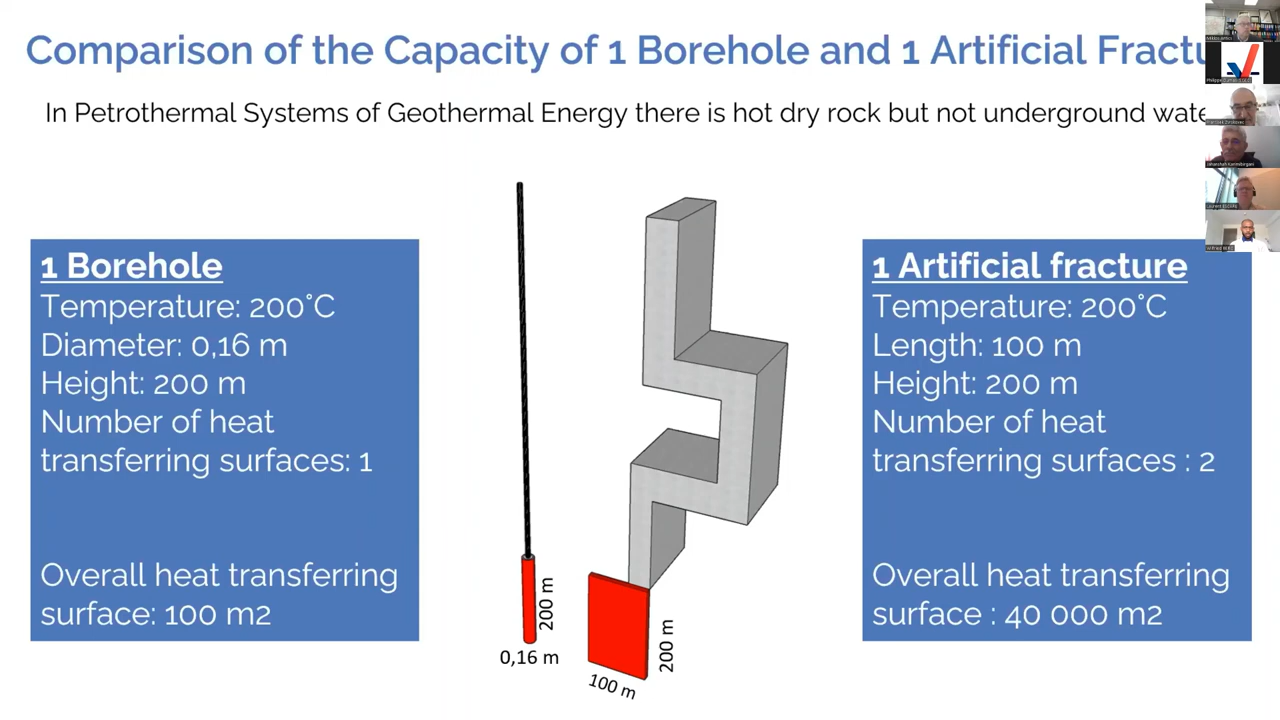 Comparison of the Capacity of 1 Borehole and 1 Artificial Fractu
In Petrothermal Systems of Geothermal Energy there is hot dry rock but not underground wate
1 Borehole
Temperature: 200°C
Diameter: 0,16 m
Height: 200 m
Number of heat
transferring surfaces: 1
Overall heat transferring
surface: 100 m2
200 m
0,16 m
200 m
100 m
1 Artificial fracture
Temperature: 200°C
Length: 100 m
Height: 200 m
Number of heat
transferring surfaces : 2
Overall heat transferring
surface : 40 000 m2